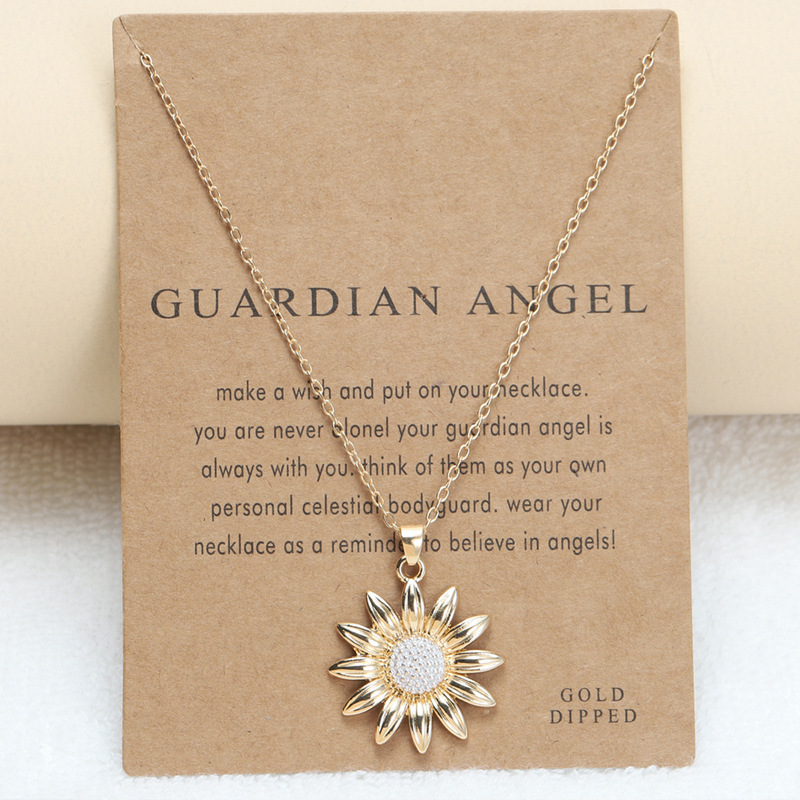 GUARDIAN ANGEL
make a wish and put on your necklace.
you are never alonel your guardian angel is
always with you. think of them as your own
personal celestial bodyguard. wear your
necklace as a reminder to believe in angels!
GOLD
DIPPED